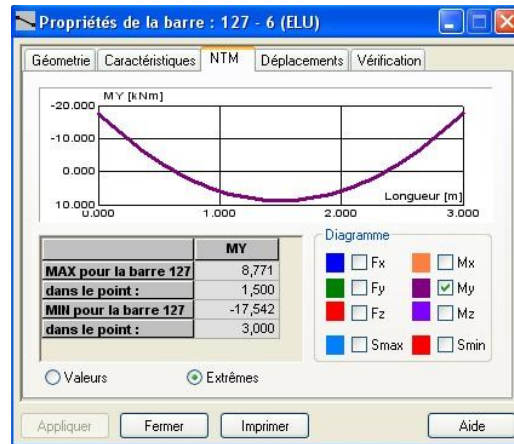 Propriétés de la barre : 127 - 6 (ELU)
Géometrie Caractéristiques NTM Déplacements Vérification
MY [kNm]
-20.000
-10.000
0.000
10.000
Longueur [m]
0.000 1.000 2.000 3.000
MY
MAX pour la barre 127 8,771
dans le point : 1,500
MIN pour la barre 127 -17,542
dans le point : 3,000
Diagramme
Fx Mx
Fy My
Fz Mz
Smax Smin
Valeurs Extrêmes
Appliquer Fermer Imprimer Aide